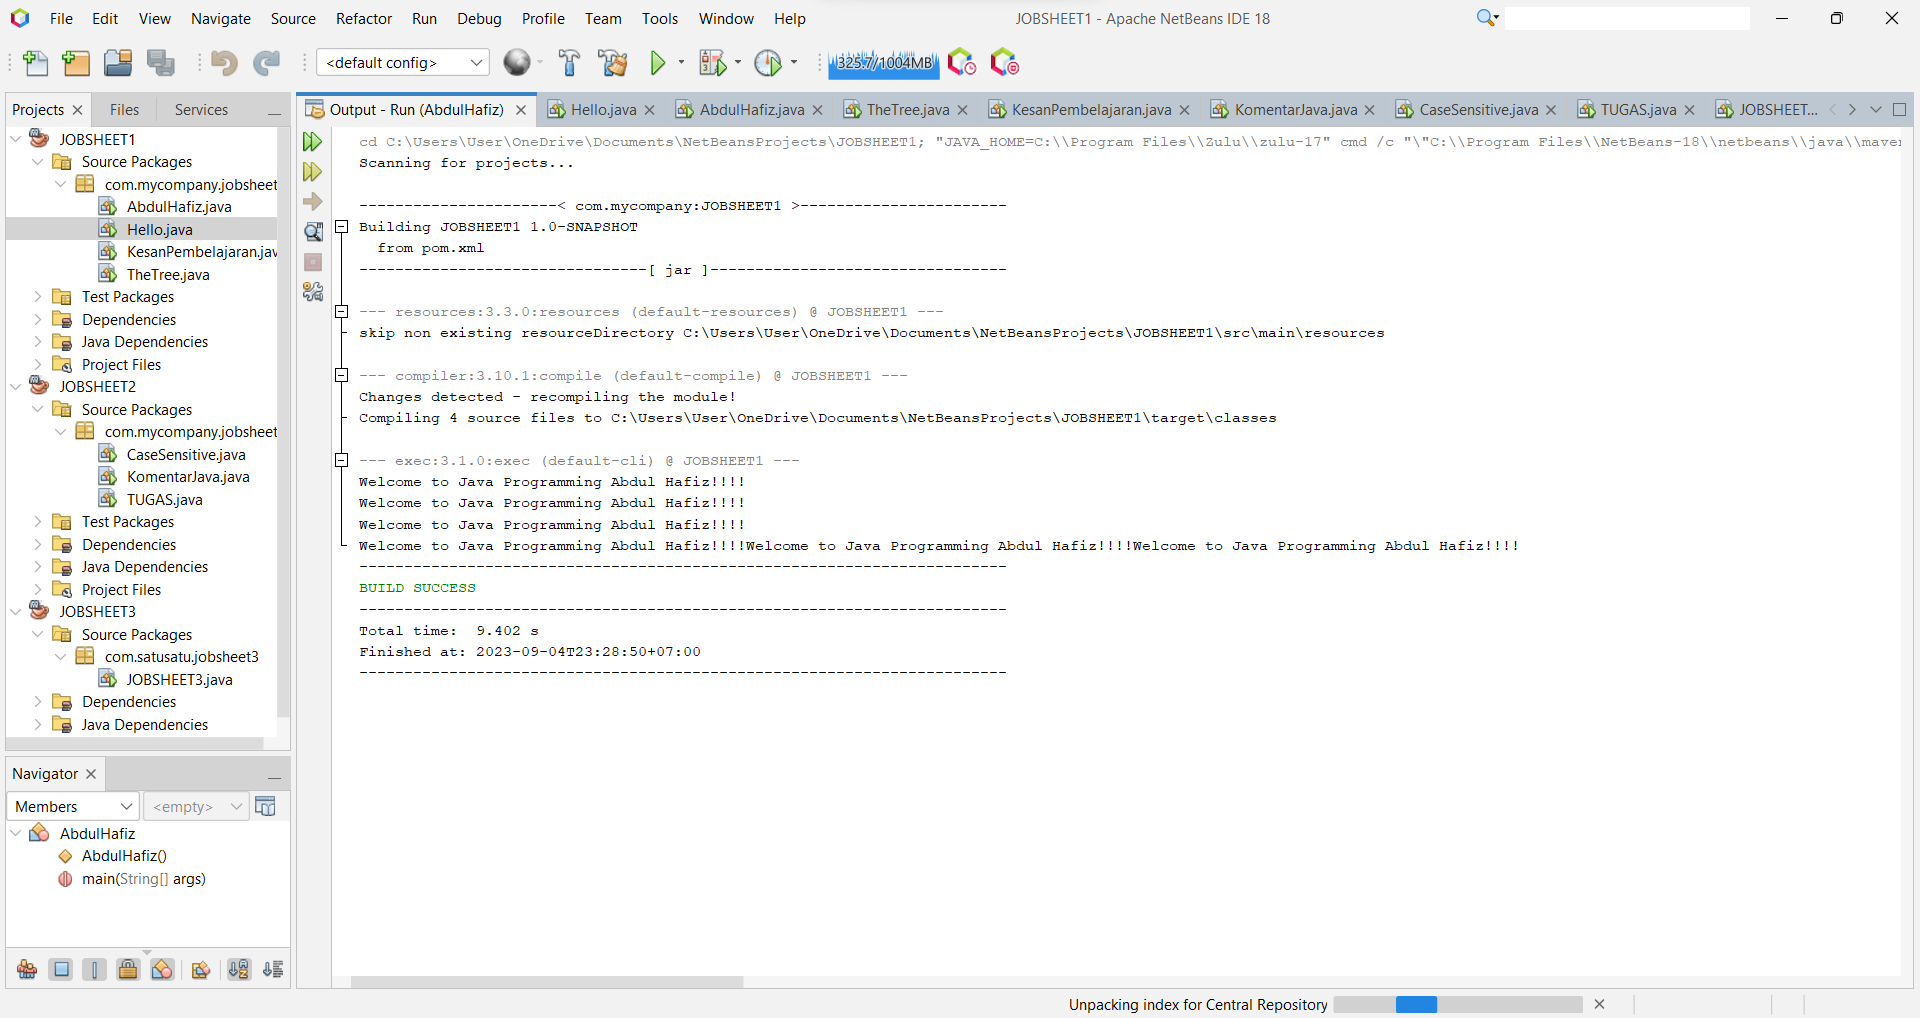 File Edit View Navigate Source Refactor Run Debug Profile Team Tools Window Help
JOBSHEET1 - Apache NetBeans IDE 18
<default config>
325.7/1004MB
Projects Files Services
Output - Run (AbdulHafiz) Hello.java AbdulHafiz.java TheTree.java KesanPembelajaran.java KomentarJava.java CaseSensitive.java TUGAS.java JOBSHEET...
JOBSHEET1
Source Packages
com.mycompany.jobsheet
AbdulHafiz.java
Hello.java
KesanPembelajaran.jav
TheTree.java
Test Packages
Dependencies
Java Dependencies
Project Files
JOBSHEET2
Source Packages
com.mycompany.jobsheet
CaseSensitive.java
KomentarJava.java
TUGAS.java
Test Packages
Dependencies
Java Dependencies
Project Files
JOBSHEET3
Source Packages
com.satusatu.jobsheet3
JOBSHEET3.java
Dependencies
Java Dependencies
Navigator
Members <empty>
AbdulHafiz
AbdulHafiz()
main(String[] args)
cd C:\Users\User\OneDrive\Documents\NetBeansProjects\JOBSHEET1; "JAVA_HOME=C:\\Program Files\\Zulu\\zulu-17" cmd /c "\"C:\\Program Files\\NetBeans-18\\netbeans\\java\\maven
Scanning for projects...
----------------------< com.mycompany:JOBSHEET1 >-----------------------
Building JOBSHEET1 1.0-SNAPSHOT
from pom.xml
--------------------------------[ jar ]---------------------------------
--- resources:3.3.0:resources (default-resources) @ JOBSHEET1 ---
skip non existing resourceDirectory C:\Users\User\OneDrive\Documents\NetBeansProjects\JOBSHEET1\src\main\resources
--- compiler:3.10.1:compile (default-compile) @ JOBSHEET1 ---
Changes detected - recompiling the module!
Compiling 4 source files to C:\Users\User\OneDrive\Documents\NetBeansProjects\JOBSHEET1\target\classes
--- exec:3.1.0:exec (default-cli) @ JOBSHEET1 ---
Welcome to Java Programming Abdul Hafiz!!!!
Welcome to Java Programming Abdul Hafiz!!!!
Welcome to Java Programming Abdul Hafiz!!!!
Welcome to Java Programming Abdul Hafiz!!!!Welcome to Java Programming Abdul Hafiz!!!!Welcome to Java Programming Abdul Hafiz!!!!
------------------------------------------------------------------------
BUILD SUCCESS
------------------------------------------------------------------------
Total time:  9.402 s
Finished at: 2023-09-04T23:28:50+07:00
------------------------------------------------------------------------
Unpacking index for Central Repository